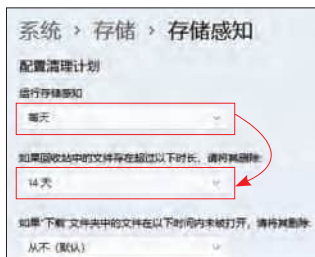 系统 › 存储 › 存储感知
配置清理计划
运行存储感知
每天
如果回收站中的文件存在超过以下时长，请将其删除:
14 天
如果“下载”文件夹中的文件在以下时间内未被打开，请将其删除:
从不 (默认)